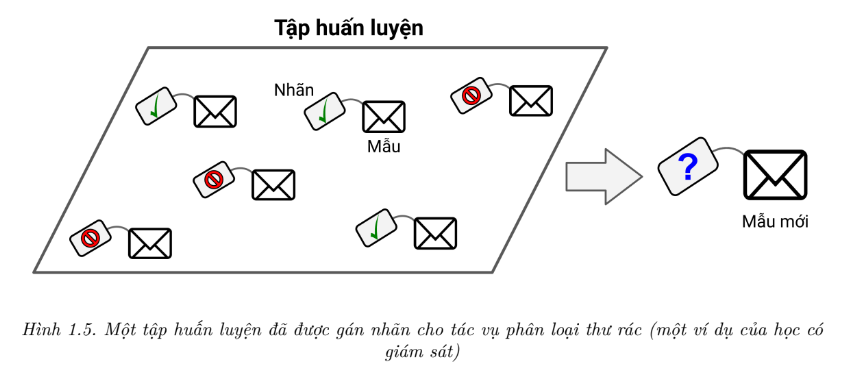 Tập huấn luyện
Nhãn
Mẫu
?
Mẫu mới
Hình 1.5. Một tập huấn luyện đã được gán nhãn cho tác vụ phân loại thư rác (một ví dụ của học có
giám sát)